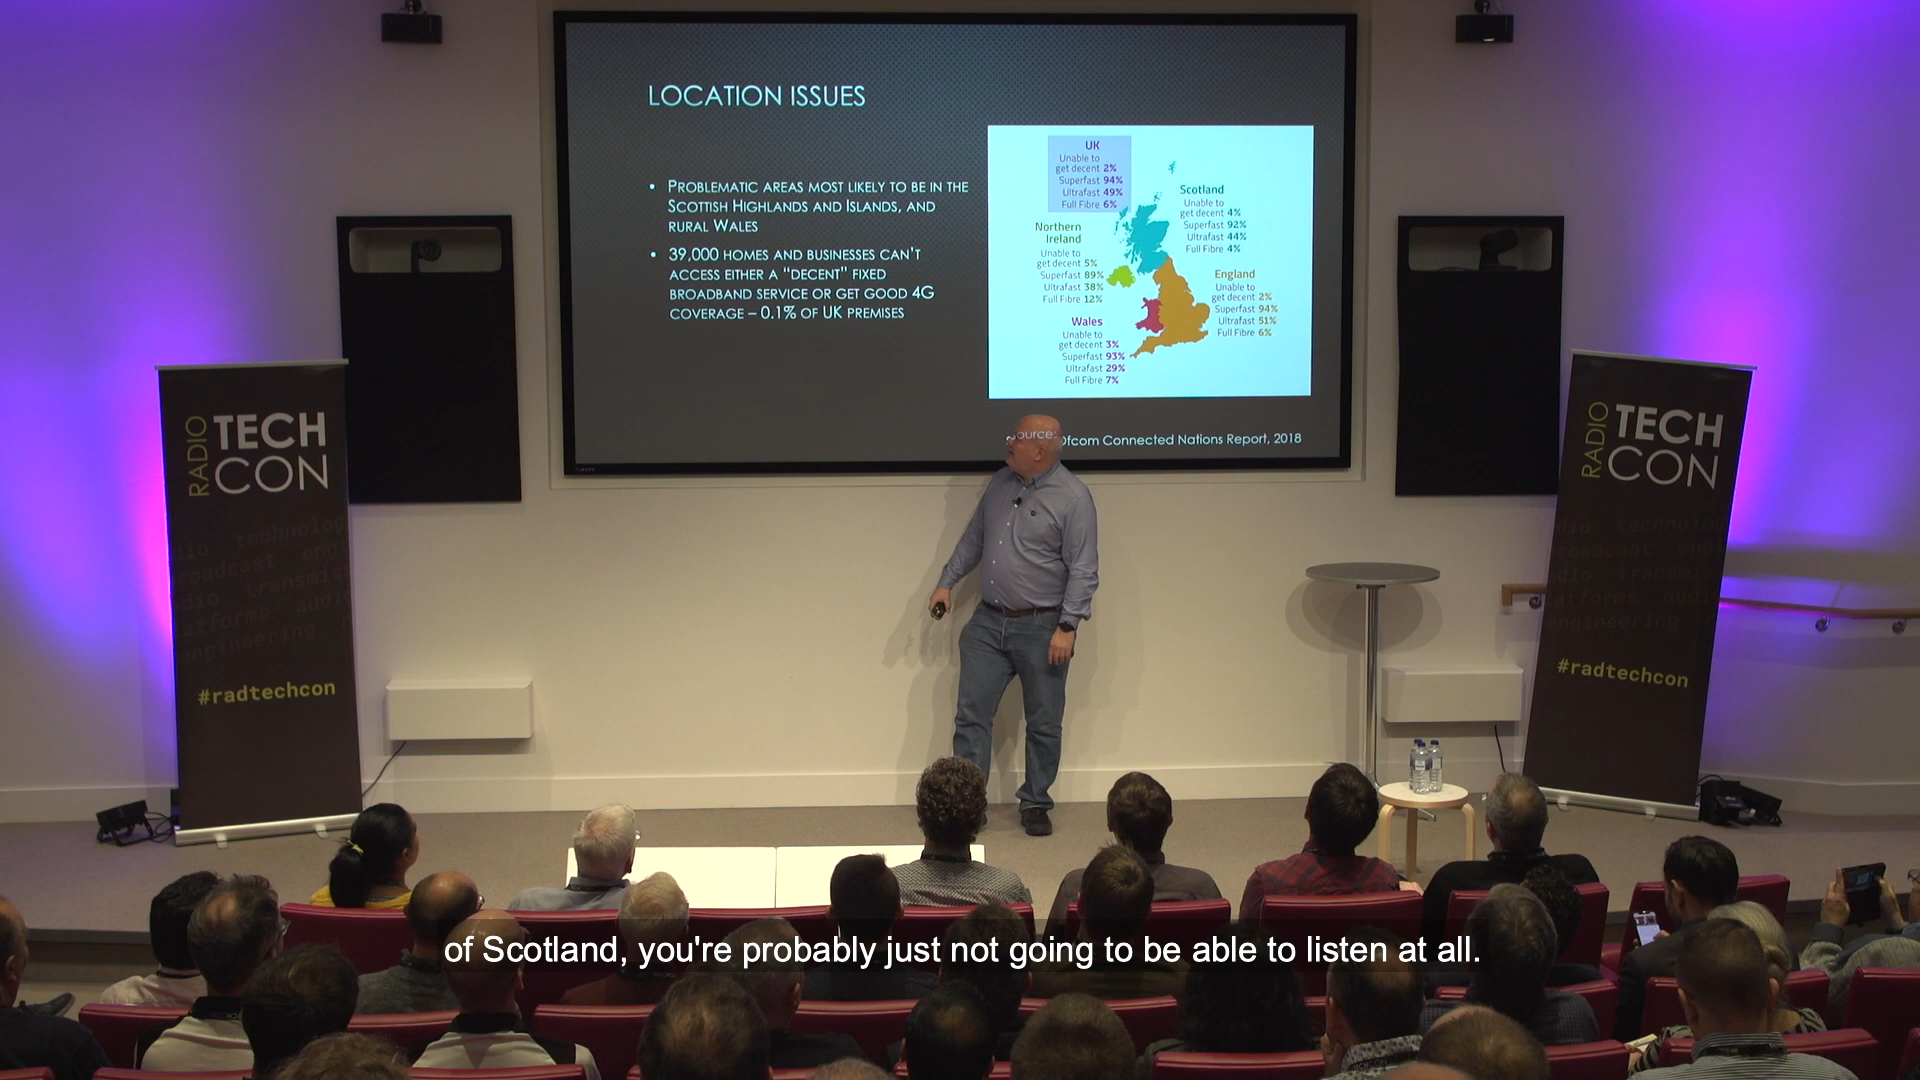 LOCATION ISSUES
• PROBLEMATIC AREAS MOST LIKELY TO BE IN THE
SCOTTISH HIGHLANDS AND ISLANDS, AND
RURAL WALES
• 39,000 HOMES AND BUSINESSES CAN'T
ACCESS EITHER A "DECENT" FIXED
BROADBAND SERVICE OR GET GOOD 4G
COVERAGE – 0.1% OF UK PREMISES
UK
Unable to
get decent 2%
Superfast 94%
Ultrafast 49%
Full Fibre 6%
Scotland
Unable to
get decent 4%
Superfast 92%
Ultrafast 44%
Full Fibre 4%
Northern
Ireland
Unable to
get decent 5%
Superfast 89%
Ultrafast 38%
Full Fibre 12%
England
Unable to
get decent 2%
Superfast 94%
Ultrafast 51%
Full Fibre 6%
Wales
Unable to
get decent 3%
Superfast 93%
Ultrafast 29%
Full Fibre 7%
Source: Ofcom Connected Nations Report, 2018
RADIO
TECH
CON
#radtechcon
RADIO
TECH
CON
#radtechcon
of Scotland, you're probably just not going to be able to listen at all.